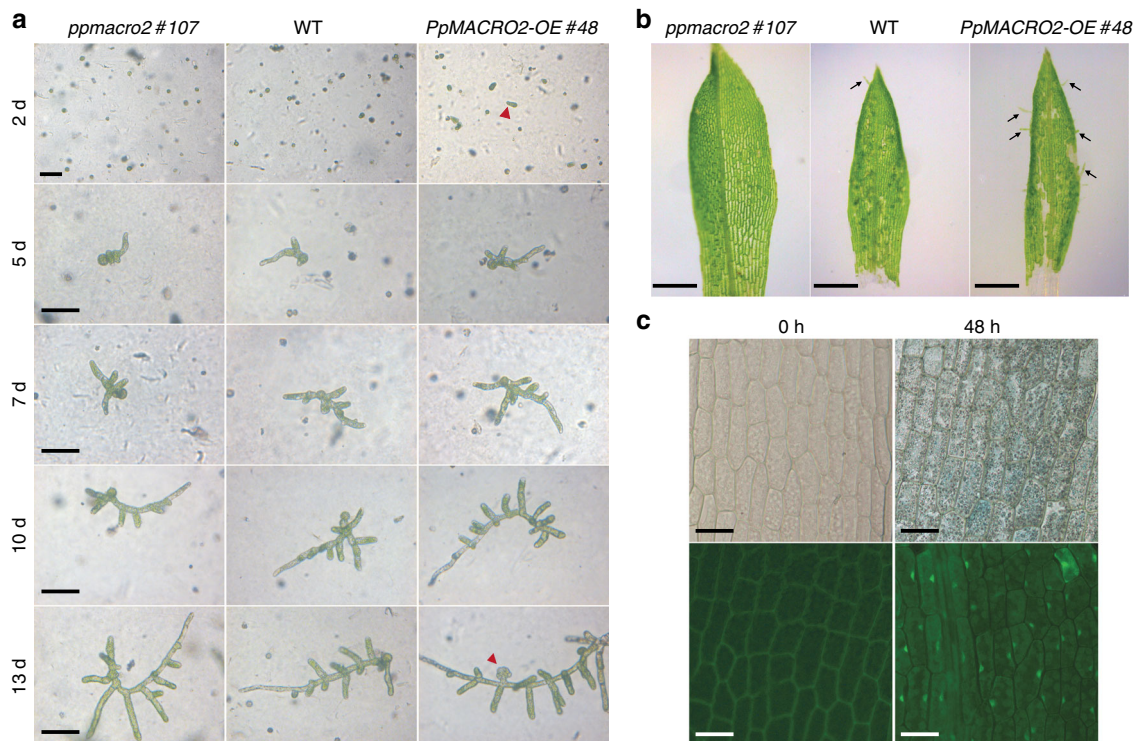 a
ppmacro2 #107 WT PpMACRO2-OE #48
2 d
5 d
7 d
10 d
13 d
b
ppmacro2 #107 WT PpMACRO2-OE #48
c
0 h 48 h